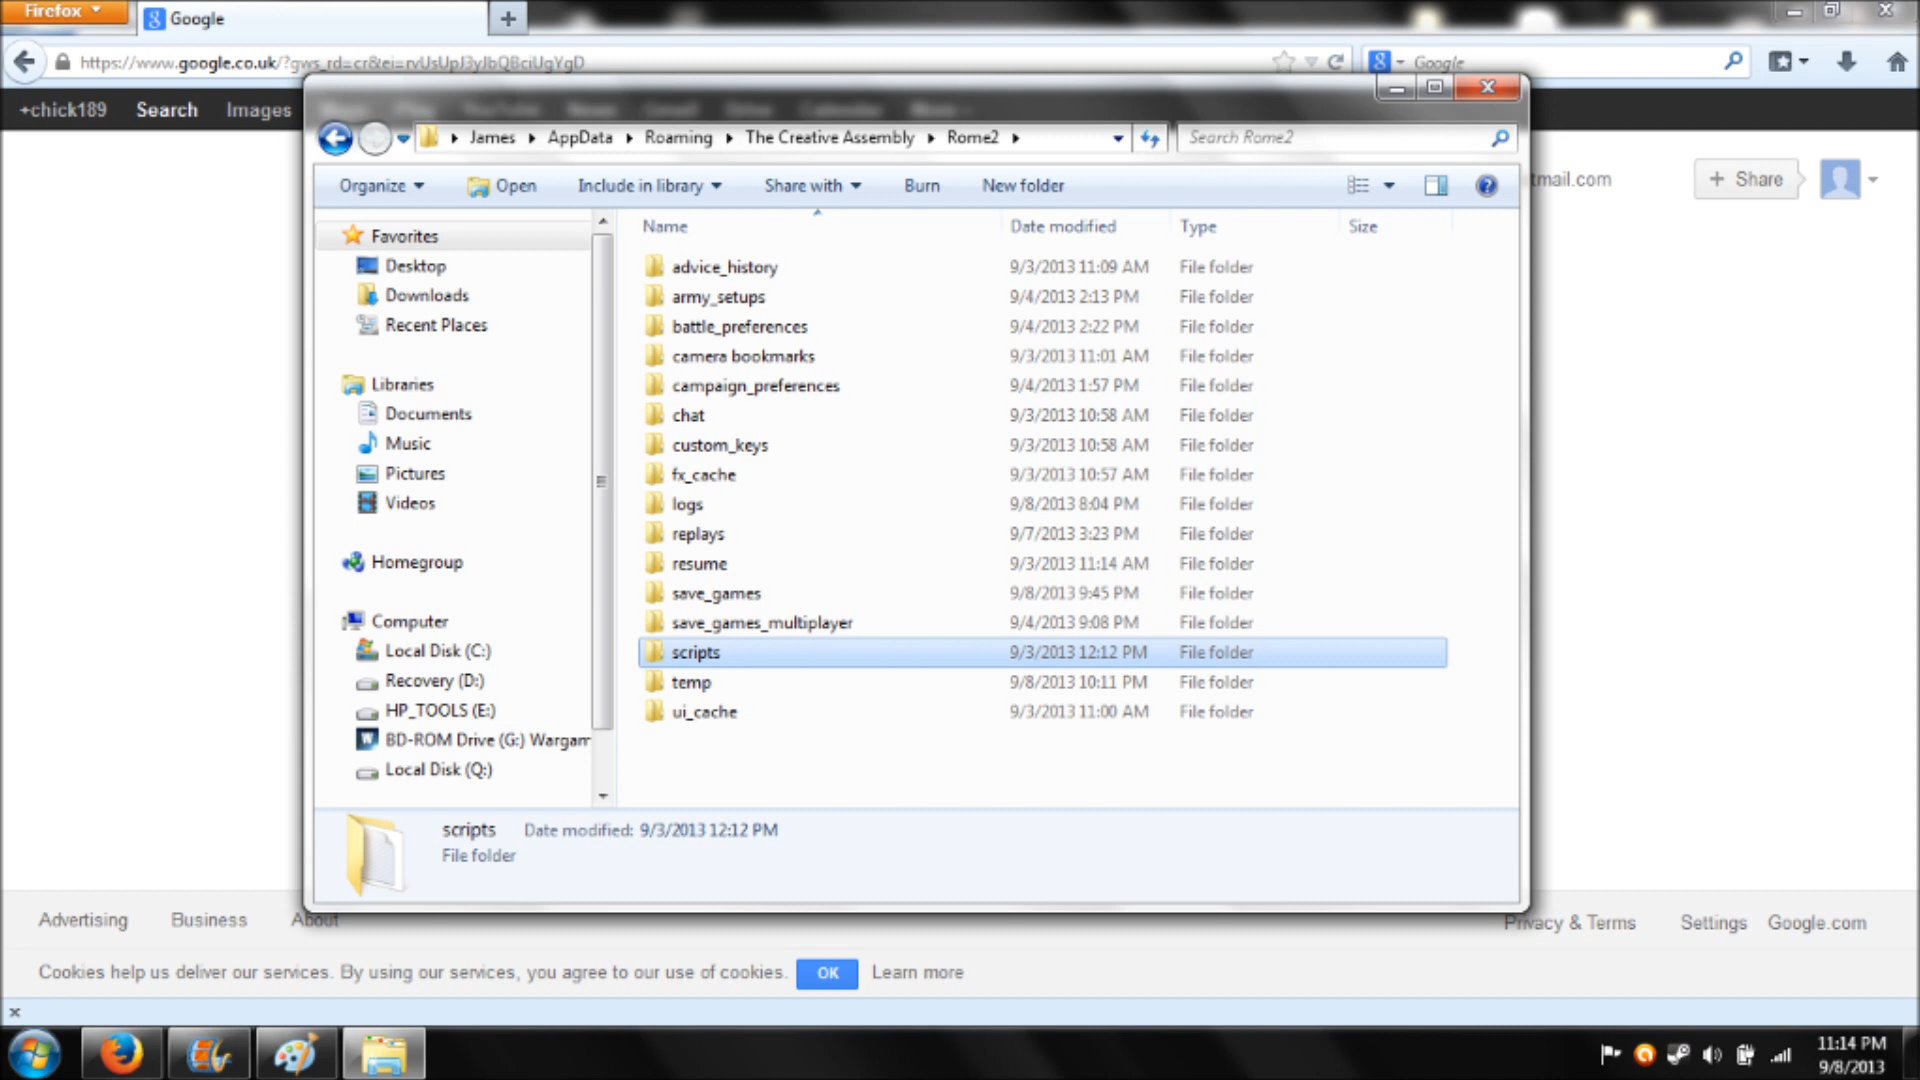 Firefox
Google
https://www.google.co.uk/?gws_rd=cr&ei=rvUsUpJ3yJbQBciUgYgD
Google
+chick189 Search Images
James AppData Roaming The Creative Assembly Rome2
Search Rome2
Organize Open Include in library Share with Burn New folder
tmail.com
+ Share
Name Date modified Type Size
Favorites
Desktop
Downloads
Recent Places
Libraries
Documents
Music
Pictures
Videos
Homegroup
Computer
Local Disk (C:)
Recovery (D:)
HP_TOOLS (E:)
BD-ROM Drive (G:) Wargam
Local Disk (Q:)
advice_history 9/3/2013 11:09 AM File folder
army_setups 9/4/2013 2:13 PM File folder
battle_preferences 9/4/2013 2:22 PM File folder
camera bookmarks 9/3/2013 11:01 AM File folder
campaign_preferences 9/4/2013 1:57 PM File folder
chat 9/3/2013 10:58 AM File folder
custom_keys 9/3/2013 10:58 AM File folder
fx_cache 9/3/2013 10:57 AM File folder
logs 9/8/2013 8:04 PM File folder
replays 9/7/2013 3:23 PM File folder
resume 9/3/2013 11:14 AM File folder
save_games 9/8/2013 9:45 PM File folder
save_games_multiplayer 9/4/2013 9:08 PM File folder
scripts 9/3/2013 12:12 PM File folder
temp 9/8/2013 10:11 PM File folder
ui_cache 9/3/2013 11:00 AM File folder
scripts Date modified: 9/3/2013 12:12 PM
File folder
Advertising Business About
Privacy & Terms Settings Google.com
Cookies help us deliver our services. By using our services, you agree to our use of cookies. OK Learn more
11:14 PM
9/8/2013